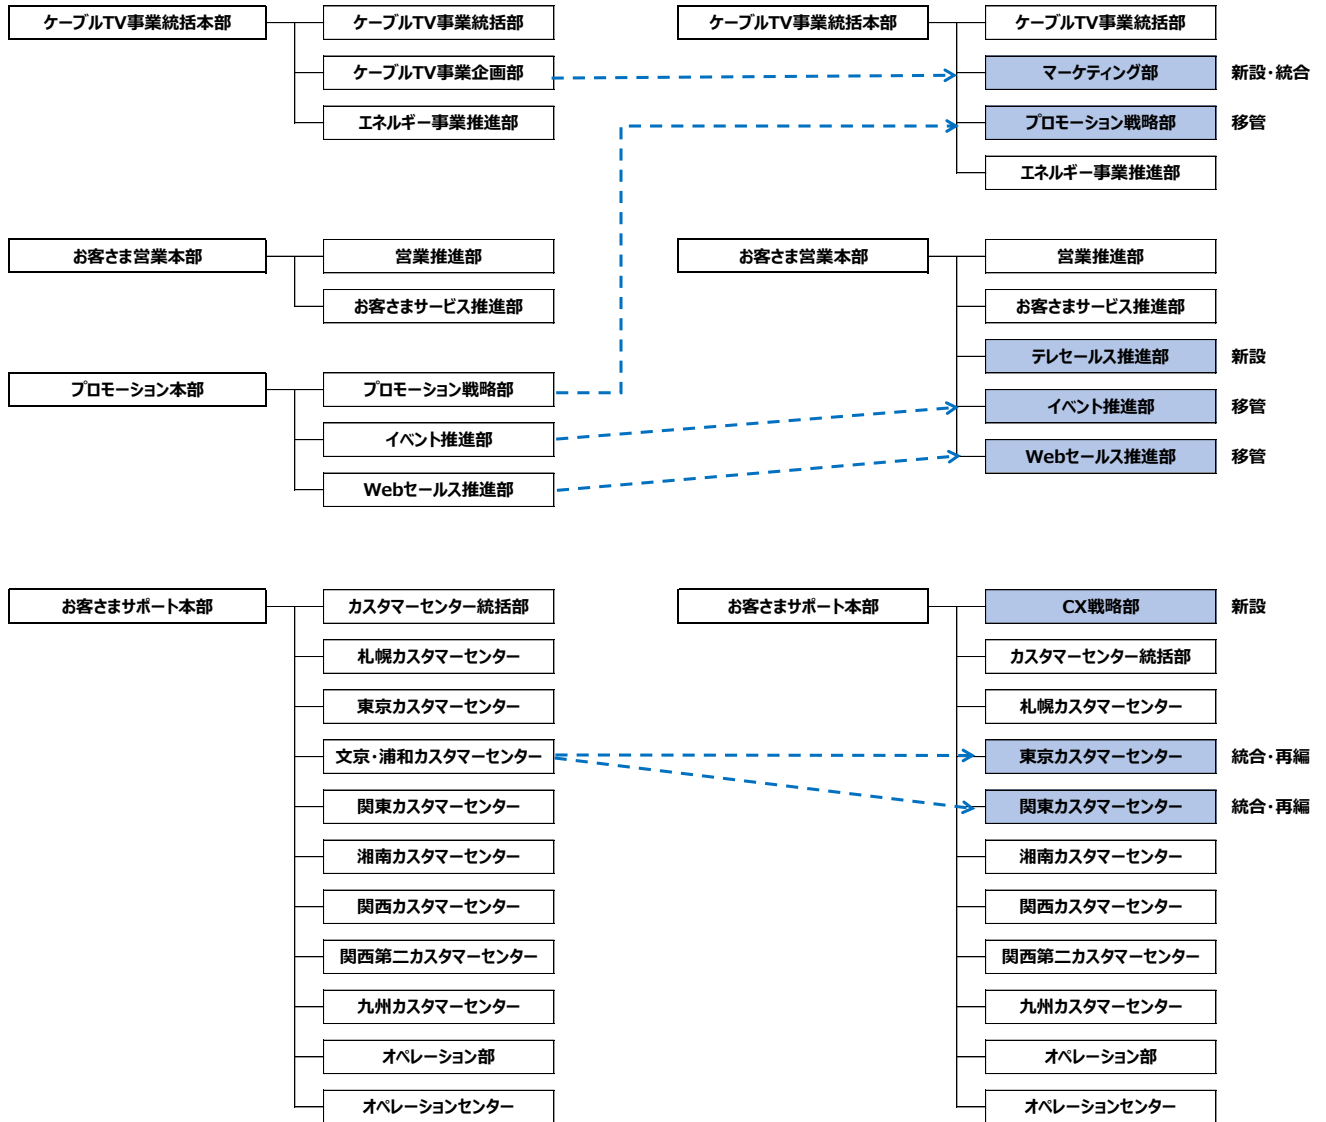 ケーブルTV事業統括本部
ケーブルTV事業統括部
ケーブルTV事業企画部
エネルギー事業推進部
お客さま営業本部
営業推進部
お客さまサービス推進部
プロモーション本部
プロモーション戦略部
イベント推進部
Webセールス推進部
お客さまサポート本部
カスタマーセンター統括部
札幌カスタマーセンター
東京カスタマーセンター
文京・浦和カスタマーセンター
関東カスタマーセンター
湘南カスタマーセンター
関西カスタマーセンター
関西第二カスタマーセンター
九州カスタマーセンター
オペレーション部
オペレーションセンター
ケーブルTV事業統括本部
ケーブルTV事業統括部
マーケティング部 新設・統合
プロモーション戦略部 移管
エネルギー事業推進部
お客さま営業本部
営業推進部
お客さまサービス推進部
テレセールス推進部 新設
イベント推進部 移管
Webセールス推進部 移管
お客さまサポート本部
CX戦略部 新設
カスタマーセンター統括部
札幌カスタマーセンター
東京カスタマーセンター 統合・再編
関東カスタマーセンター 統合・再編
湘南カスタマーセンター
関西カスタマーセンター
関西第二カスタマーセンター
九州カスタマーセンター
オペレーション部
オペレーションセンター